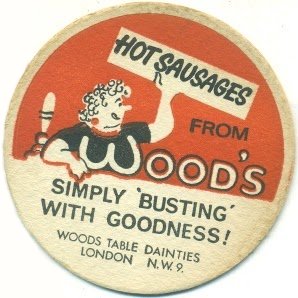 HOT SAUSAGES
FROM
WOOD'S
SIMPLY 'BUSTING'
WITH GOODNESS!
WOODS TABLE DAINTIES
LONDON N.W.9.